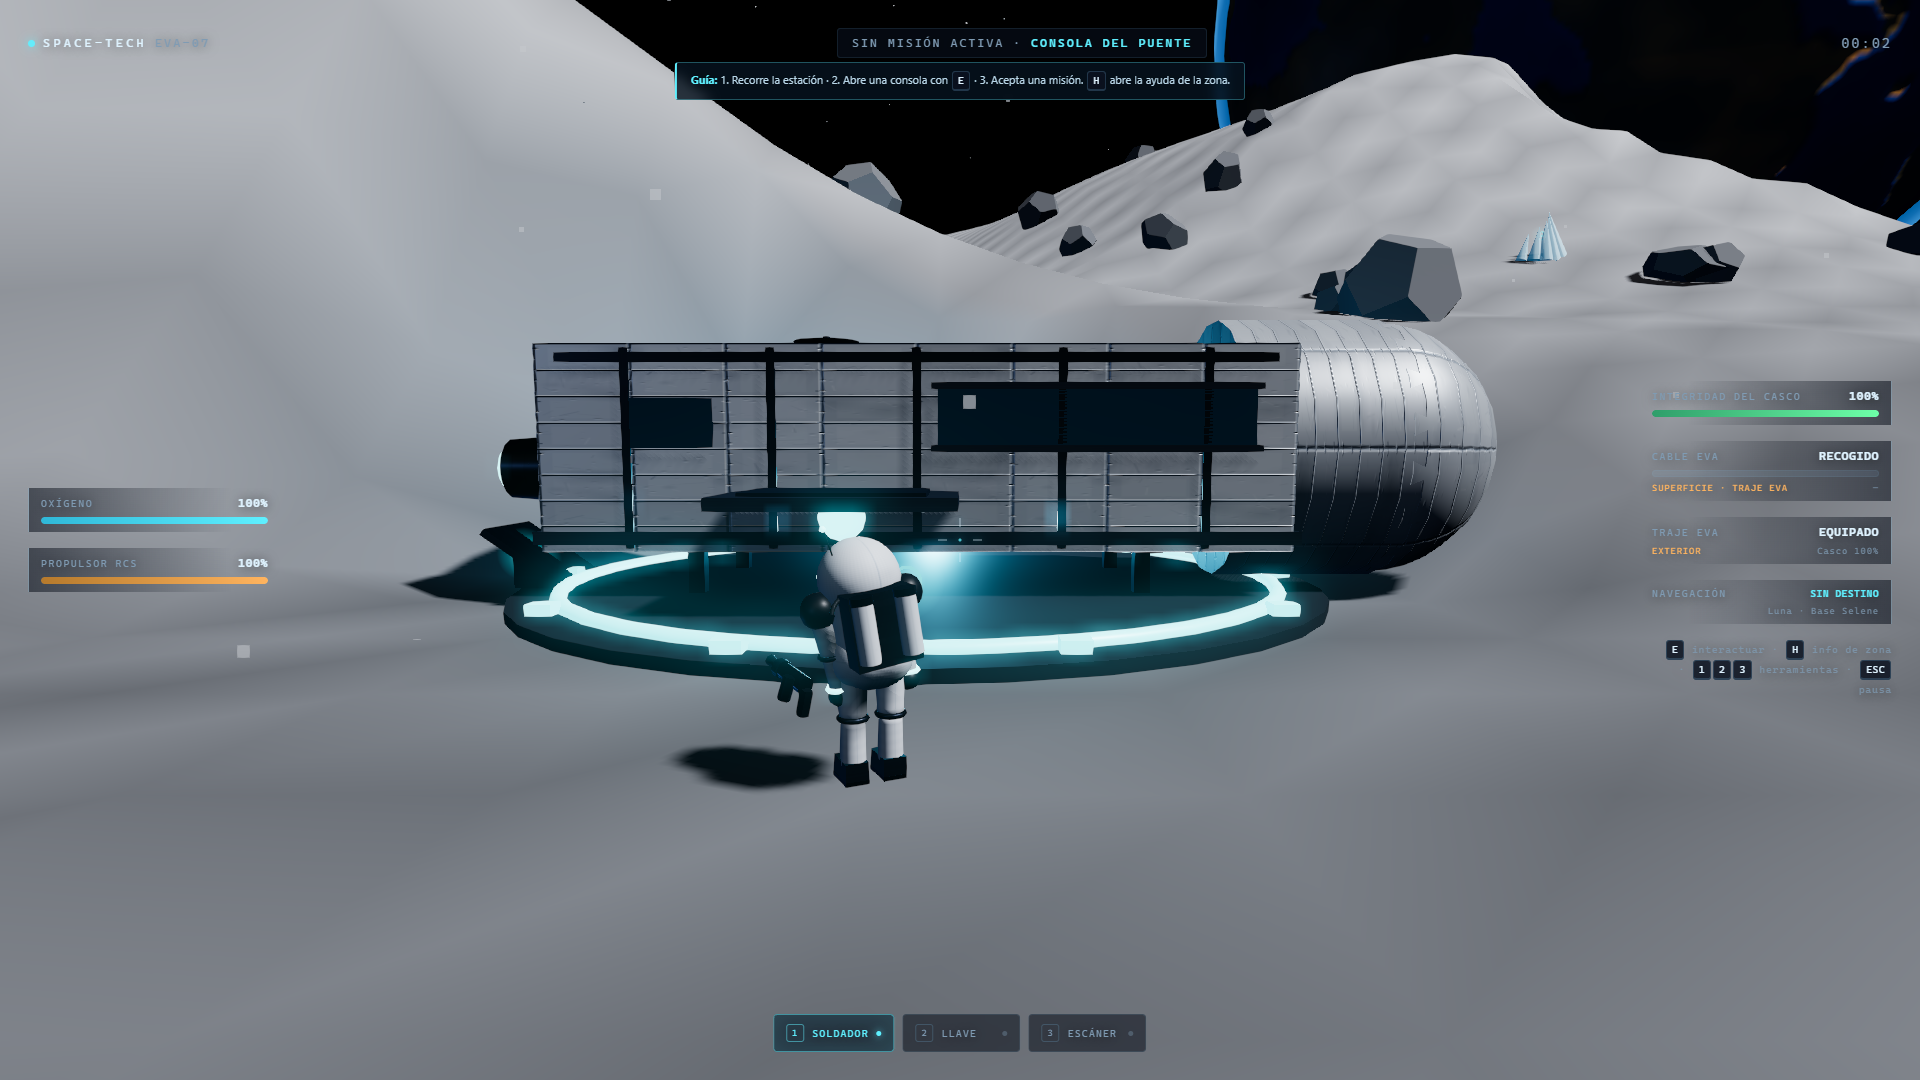 SPACE-TECH EVA-07
SIN MISIÓN ACTIVA · CONSOLA DEL PUENTE
00:02
Guía: 1. Recorre la estación · 2. Abre una consola con E · 3. Acepta una misión. H abre la ayuda de la zona.
OXÍGENO 100%
PROPULSOR RCS 100%
INTEGRIDAD DEL CASCO 100%
CABLE EVA RECOGIDO
SUPERFICIE · TRAJE EVA —
TRAJE EVA EQUIPADO
EXTERIOR Casco 100%
NAVEGACIÓN SIN DESTINO
Luna · Base Selene
E interactuar · H info de zona
1 2 3 herramientas · ESC
pausa
1 SOLDADOR
2 LLAVE
3 ESCÁNER